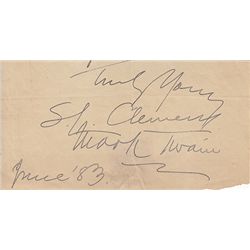 Truly Yours
S. L. Clemens
Mark Twain
June '83.